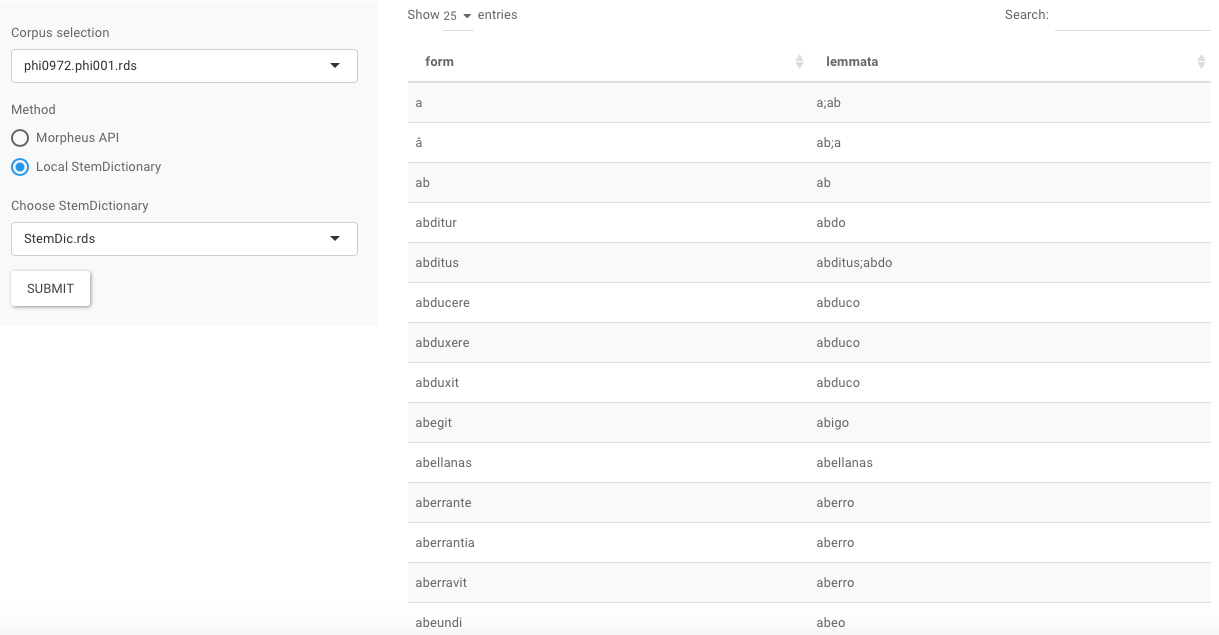 Corpus selection
phi0972.phi001.rds
Method
Morpheus API
Local StemDictionary
Choose StemDictionary
StemDic.rds
SUBMIT
Show 25 entries
Search:
form lemmata
a a;ab
â ab;a
ab ab
abditur abdo
abditus abditus;abdo
abducere abduco
abduxere abduco
abduxit abduco
abegit abigo
abellanas abellanas
aberrante aberro
aberrantia aberro
aberravit aberro
abeundi abeo